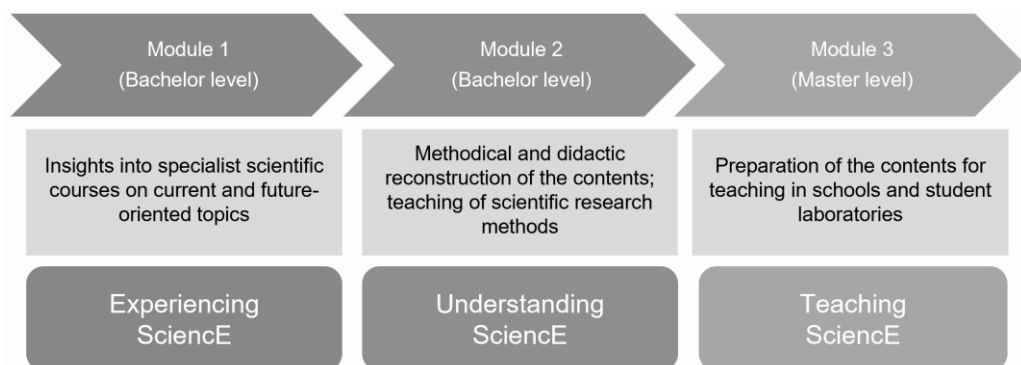 Module 1
(Bachelor level)
Module 2
(Bachelor level)
Module 3
(Master level)
Insights into specialist scientific
courses on current and future-
oriented topics
Methodical and didactic
reconstruction of the contents;
teaching of scientific research
methods
Preparation of the contents for
teaching in schools and student
laboratories
Experiencing
SciencE
Understanding
SciencE
Teaching
SciencE